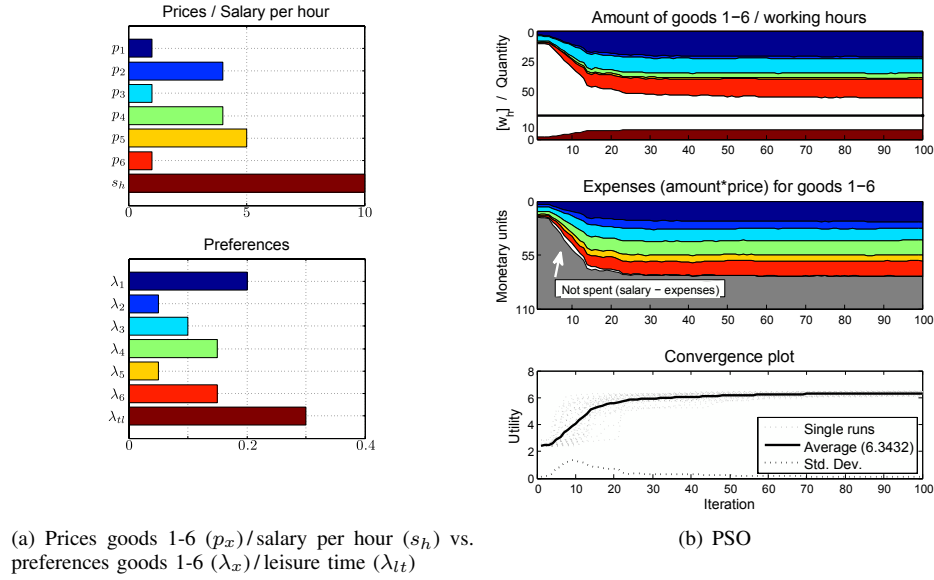 Prices / Salary per hour
p1
p2
p3
p4
p5
p6
sh
0 5 10
Preferences
λ1
λ2
λ3
λ4
λ5
λ6
λtl
0 0.2 0.4
(a) Prices goods 1-6 (px) / salary per hour (sh) vs.
preferences goods 1-6 (λx) / leisure time (λlt)
Amount of goods 1−6 / working hours
[wh] / Quantity
0
25
50
10
0
10 20 30 40 50 60 70 80 90 100
Expenses (amount*price) for goods 1−6
Monetary units
0
55
110
Not spent (salary − expenses)
10 20 30 40 50 60 70 80 90 100
Convergence plot
Utility
8
6
4
2
0
Single runs
Average (6.3432)
Std. Dev.
0 10 20 30 40 50 60 70 80 90 100
Iteration
(b) PSO